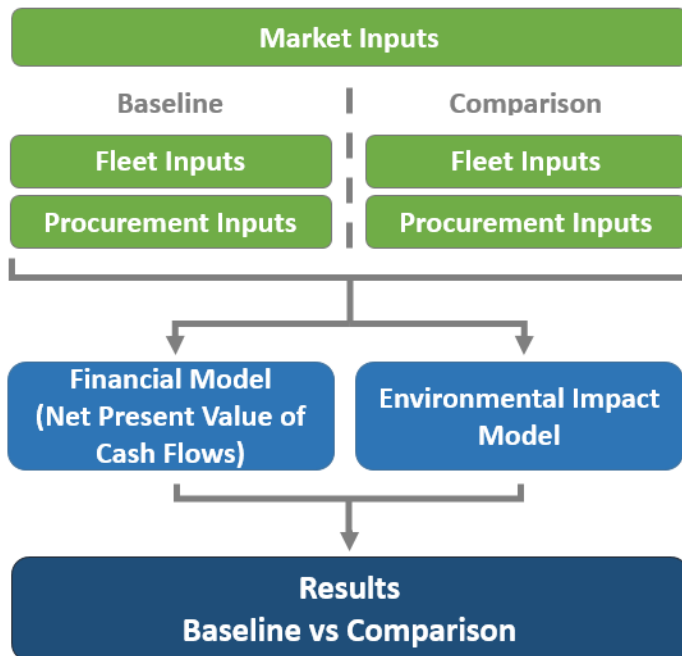 Market Inputs
Baseline
Comparison
Fleet Inputs
Fleet Inputs
Procurement Inputs
Procurement Inputs
Financial Model
(Net Present Value of
Cash Flows)
Environmental Impact
Model
Results
Baseline vs Comparison